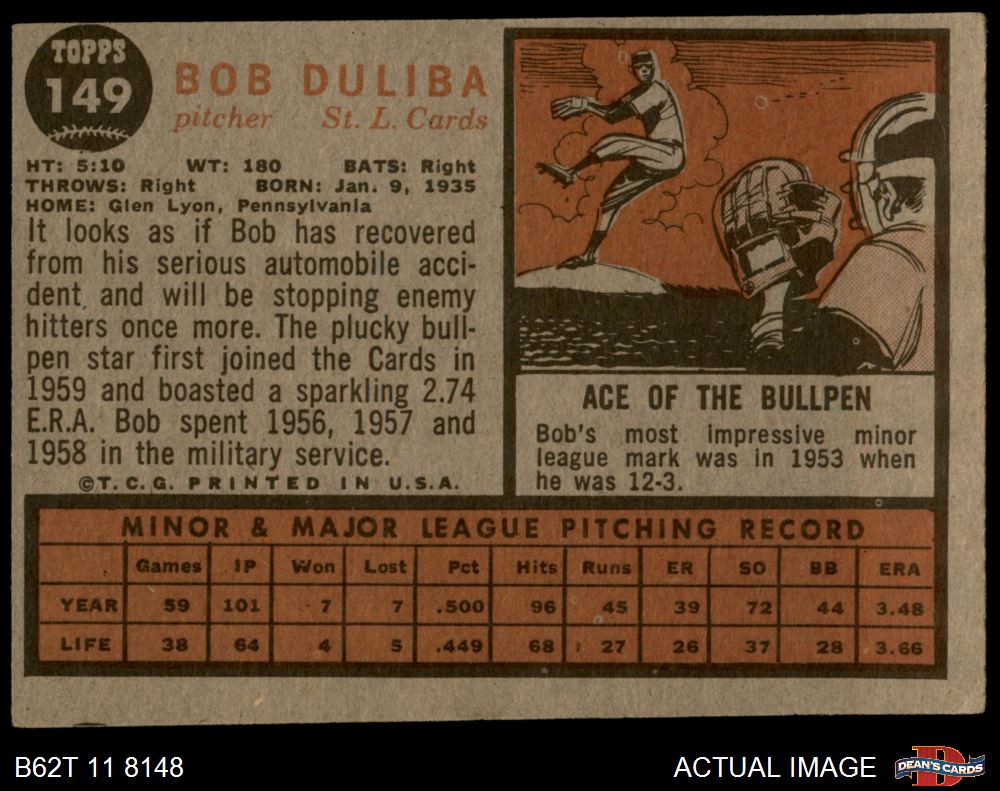 TOPPS
149
BOB DULIBA
pitcher St. L. Cards
HT: 5:10 WT: 180 BATS: Right
THROWS: Right BORN: Jan. 9, 1935
HOME: Glen Lyon, Pennsylvania
It looks as if Bob has recovered
from his serious automobile acci-
dent and will be stopping enemy
hitters once more. The plucky bull-
pen star first joined the Cards in
1959 and boasted a sparkling 2.74
E.R.A. Bob spent 1956, 1957 and
1958 in the military service.
©T.C.G. PRINTED IN U.S.A.
ACE OF THE BULLPEN
Bob's most impressive minor
league mark was in 1953 when
he was 12-3.
MINOR & MAJOR LEAGUE PITCHING RECORD
Games IP Won Lost Pct Hits Runs ER SO BB ERA
YEAR 59 101 7 7 .500 96 45 39 72 44 3.48
LIFE 38 64 4 5 .449 68 27 26 37 28 3.66
B62T 11 8148
ACTUAL IMAGE
DEAN'S CARDS